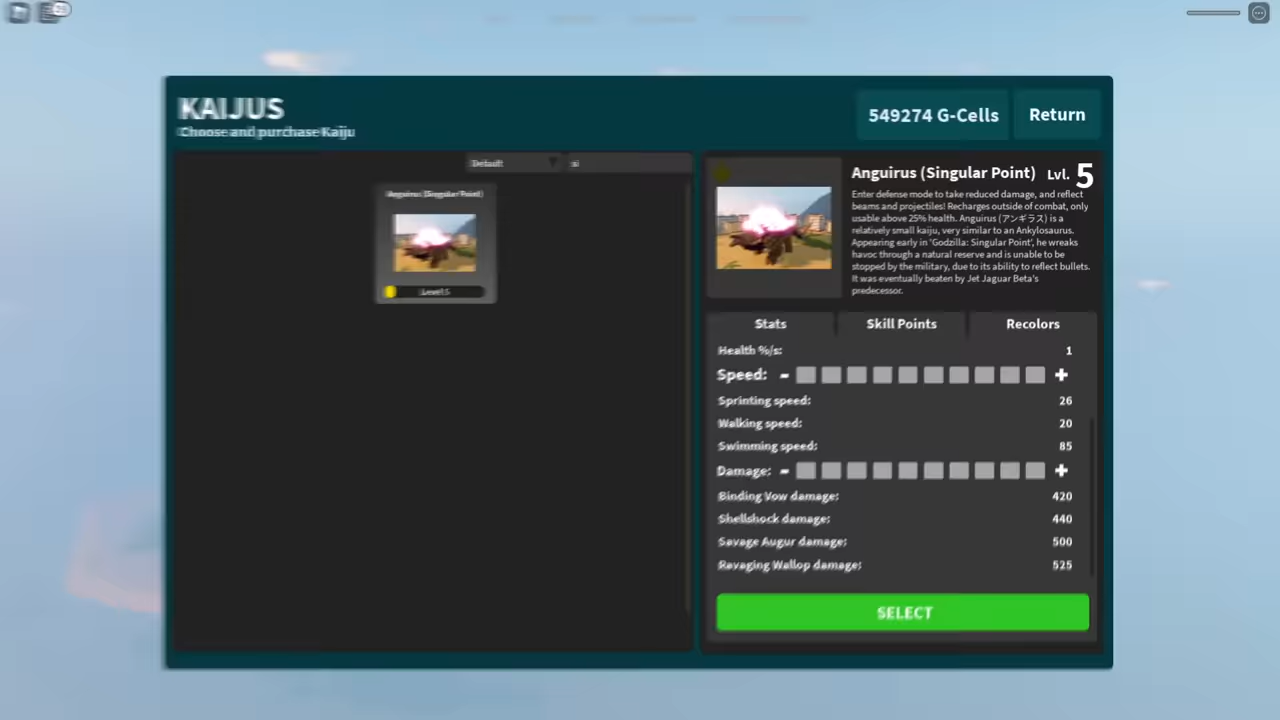 KAIJUS
Choose and purchase Kaiju
549274 G-Cells
Return
Default
si
Anguirus (Singular Point)
Level 5
Anguirus (Singular Point) Lvl. 5
Enter defense mode to take reduced damage, and reflect
beams and projectiles! Recharges outside of combat, only
usable above 25% health. Anguirus (アンギラス) is a
relatively small kaiju, very similar to an Ankylosaurus.
Appearing early in 'Godzilla: Singular Point', he wreaks
havoc through a natural reserve and is unable to be
stopped by the military, due to its ability to reflect bullets.
It was eventually beaten by Jet Jaguar Beta's
predecessor.
Stats
Skill Points
Recolors
Health %/s: 1
Speed: - +
Sprinting speed: 26
Walking speed: 20
Swimming speed: 85
Damage: - +
Binding Vow damage: 420
Shellshock damage: 440
Savage Augur damage: 500
Ravaging Wallop damage: 525
SELECT